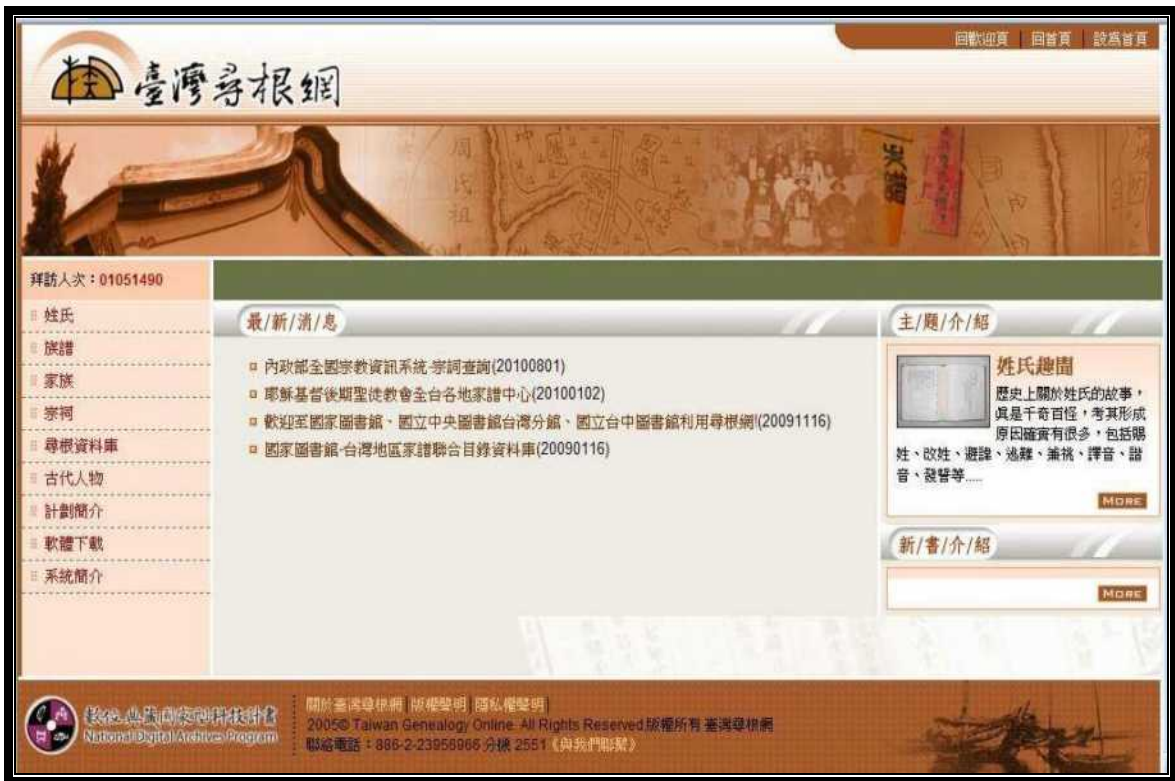 回歡迎頁 | 回首頁 | 設為首頁
臺灣尋根網
拜訪人次：01051490
姓氏
族譜
家族
宗祠
尋根資料庫
古代人物
計劃簡介
軟體下載
系統簡介
最/新/消/息
內政部全國宗教資訊系統-宗祠查詢(20100801)
耶穌基督後期聖徒教會全台各地家譜中心(20100102)
歡迎至國家圖書館、國立中央圖書館台灣分館、國立台中圖書館利用尋根網!(20091116)
國家圖書館-台灣地區家譜聯合目錄資料庫(20090116)
主/題/介/紹
姓氏趣聞
歷史上關於姓氏的故事，
真是千奇百怪，考其形成
原因確實有很多，包括賜
姓、改姓、避諱、逃難、兼祧、譯音、諧
音、發誓等.....
MORE
新/書/介/紹
MORE
數位典藏國家型科技計畫
National Digital Archives Program
關於臺灣尋根網 | 版權聲明 | 隱私權聲明 |
2005© Taiwan Genealogy Online. All Rights Reserved.版權所有 臺灣尋根網
聯絡電話：886-2-23958966 分機 2551《與我們聯繫》